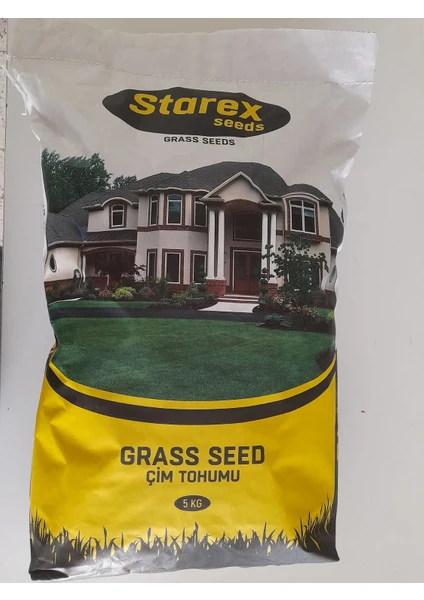 Starex
seeds
GRASS SEEDS
GRASS SEED
ÇİM TOHUMU
5 KG